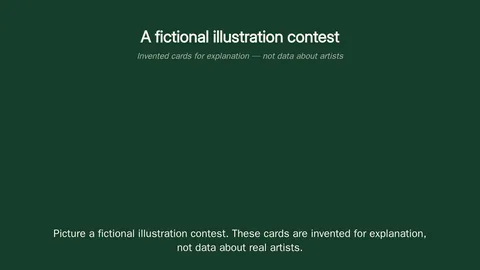 A fictional illustration contest
Invented cards for explanation — not data about artists
Picture a fictional illustration contest. These cards are invented for explanation,
not data about real artists.